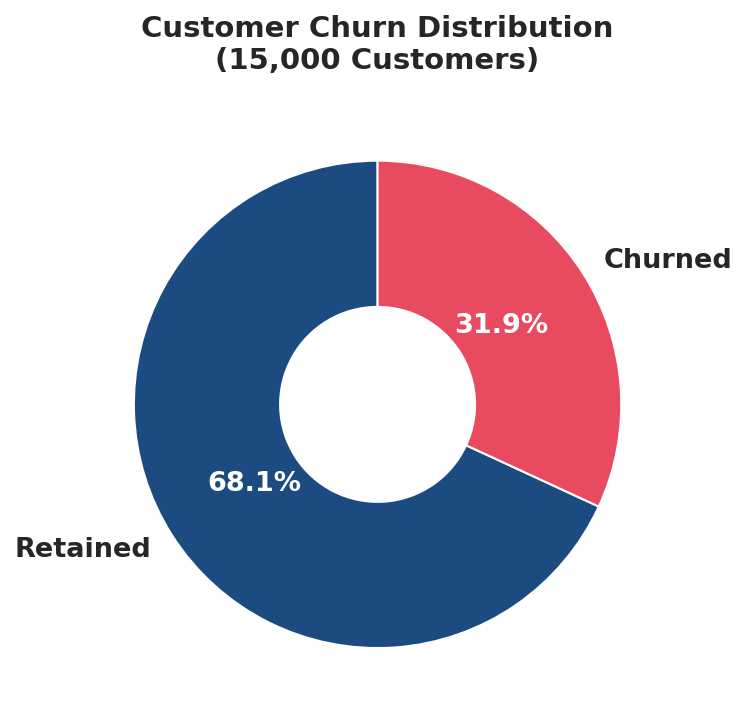 Customer Churn Distribution
(15,000 Customers)
Churned
31.9%
68.1%
Retained